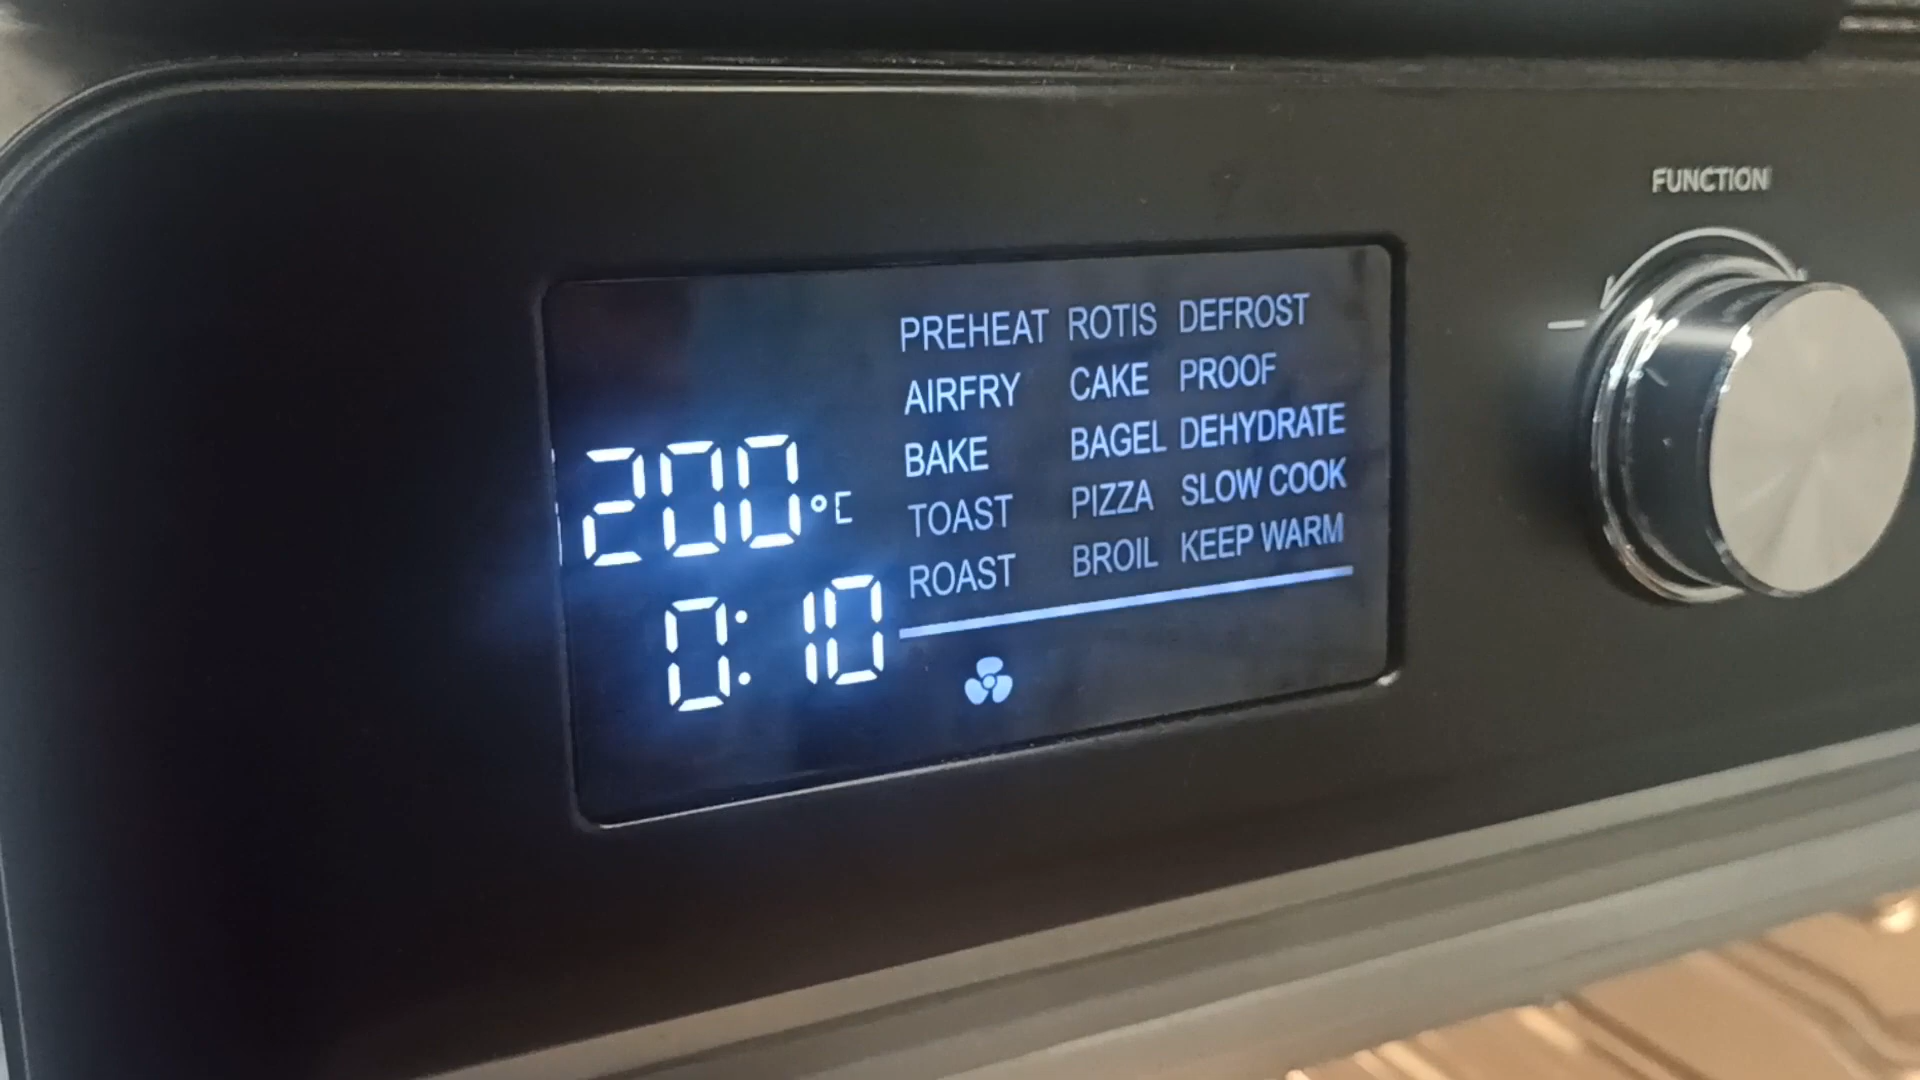 FUNCTION
PREHEAT ROTIS DEFROST
AIRFRY CAKE PROOF
BAKE BAGEL DEHYDRATE
TOAST PIZZA SLOW COOK
ROAST BROIL KEEP WARM
200°C
0:10